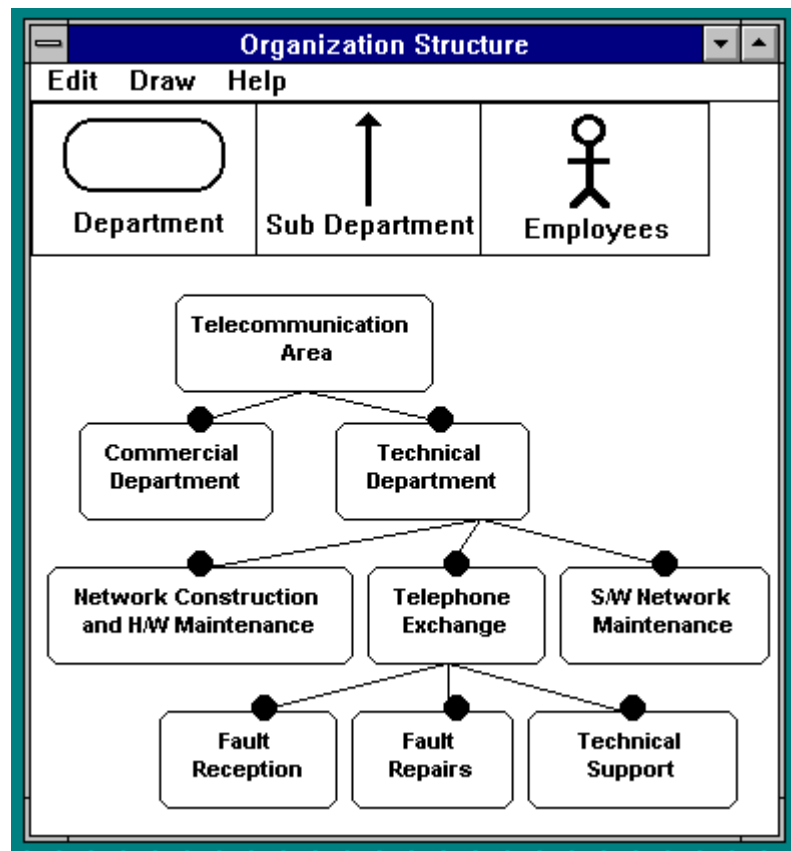 Organization Structure
Edit Draw Help
Department
Sub Department
Employees
Telecommunication
Area
Commercial
Department
Technical
Department
Network Construction
and H/W Maintenance
Telephone
Exchange
S/W Network
Maintenance
Fault
Reception
Fault
Repairs
Technical
Support